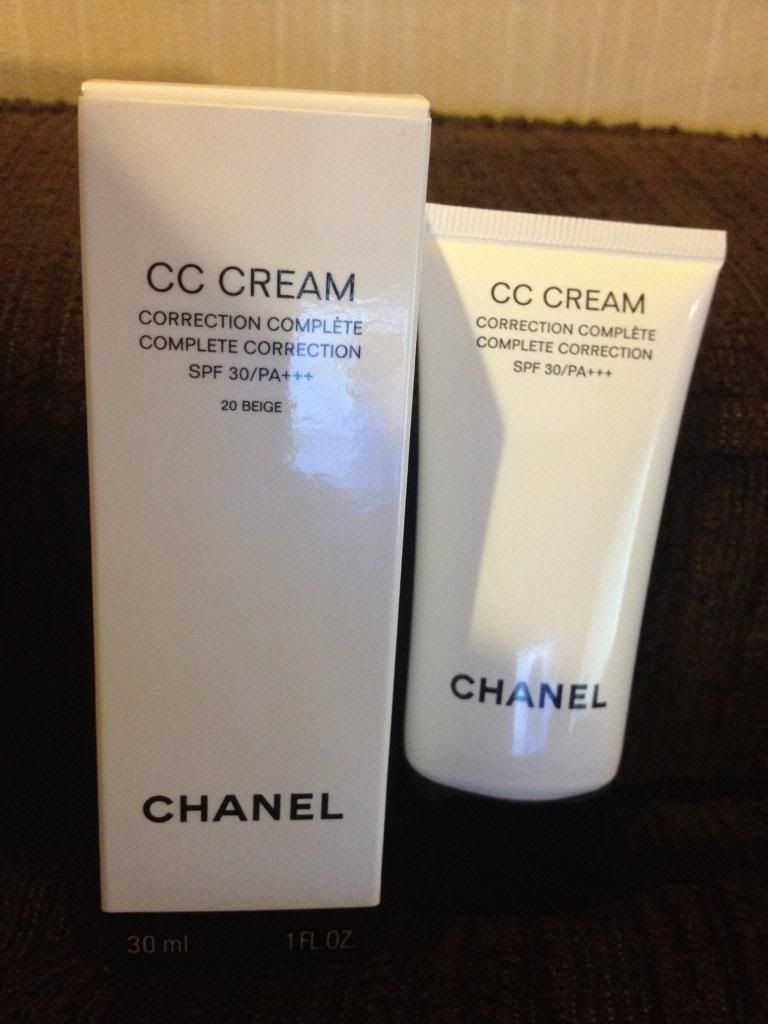 CC CREAM
CORRECTION COMPLÈTE
COMPLETE CORRECTION
SPF 30/PA+++
20 BEIGE
CHANEL
30 ml 1 FL.OZ.
CC CREAM
CORRECTION COMPLÈTE
COMPLETE CORRECTION
SPF 30/PA+++
CHANEL